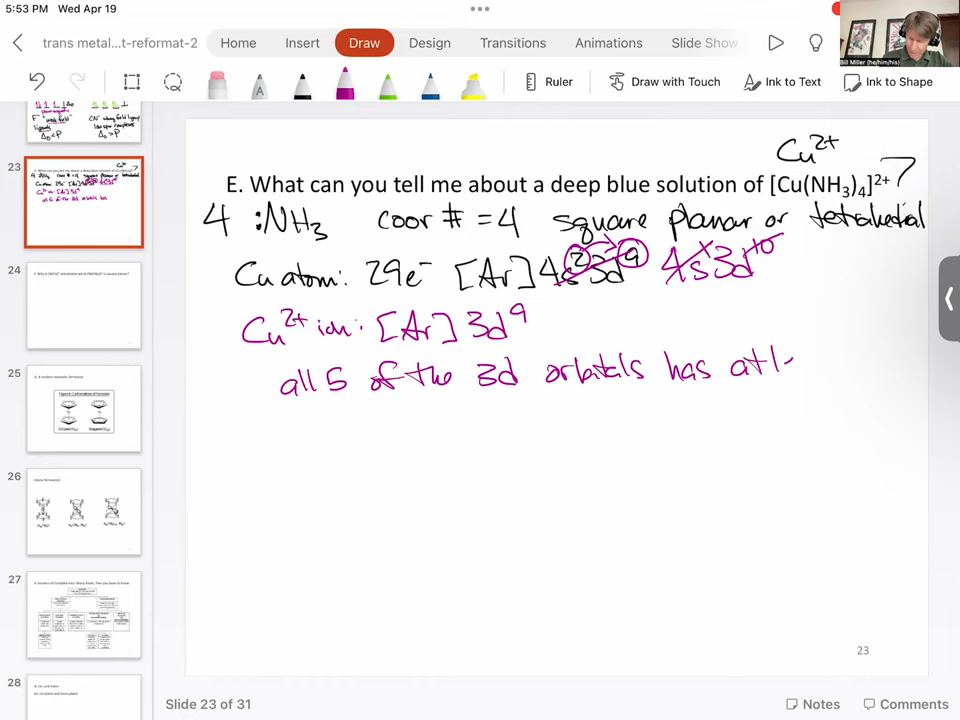 5:53 PM Wed Apr 19
trans metal...t-reformat-2
Home Insert Draw Design Transitions Animations Slide Show
Bill Miller (he/him/his)
Ruler Draw with Touch Ink to Text Ink to Shape
23
24
25
26
27
28
Cu2+
E. What can you tell me about a deep blue solution of [Cu(NH3)4]2+ ?
4 :NH3 coor # = 4 square planar or tetrahedral
Cu atom: 29e- [Ar] 4s2 3d9 4s1 3d10
Cu2+ ion: [Ar] 3d9
all 5 of the 3d orbitals has atl
23
Slide 23 of 31
Notes Comments